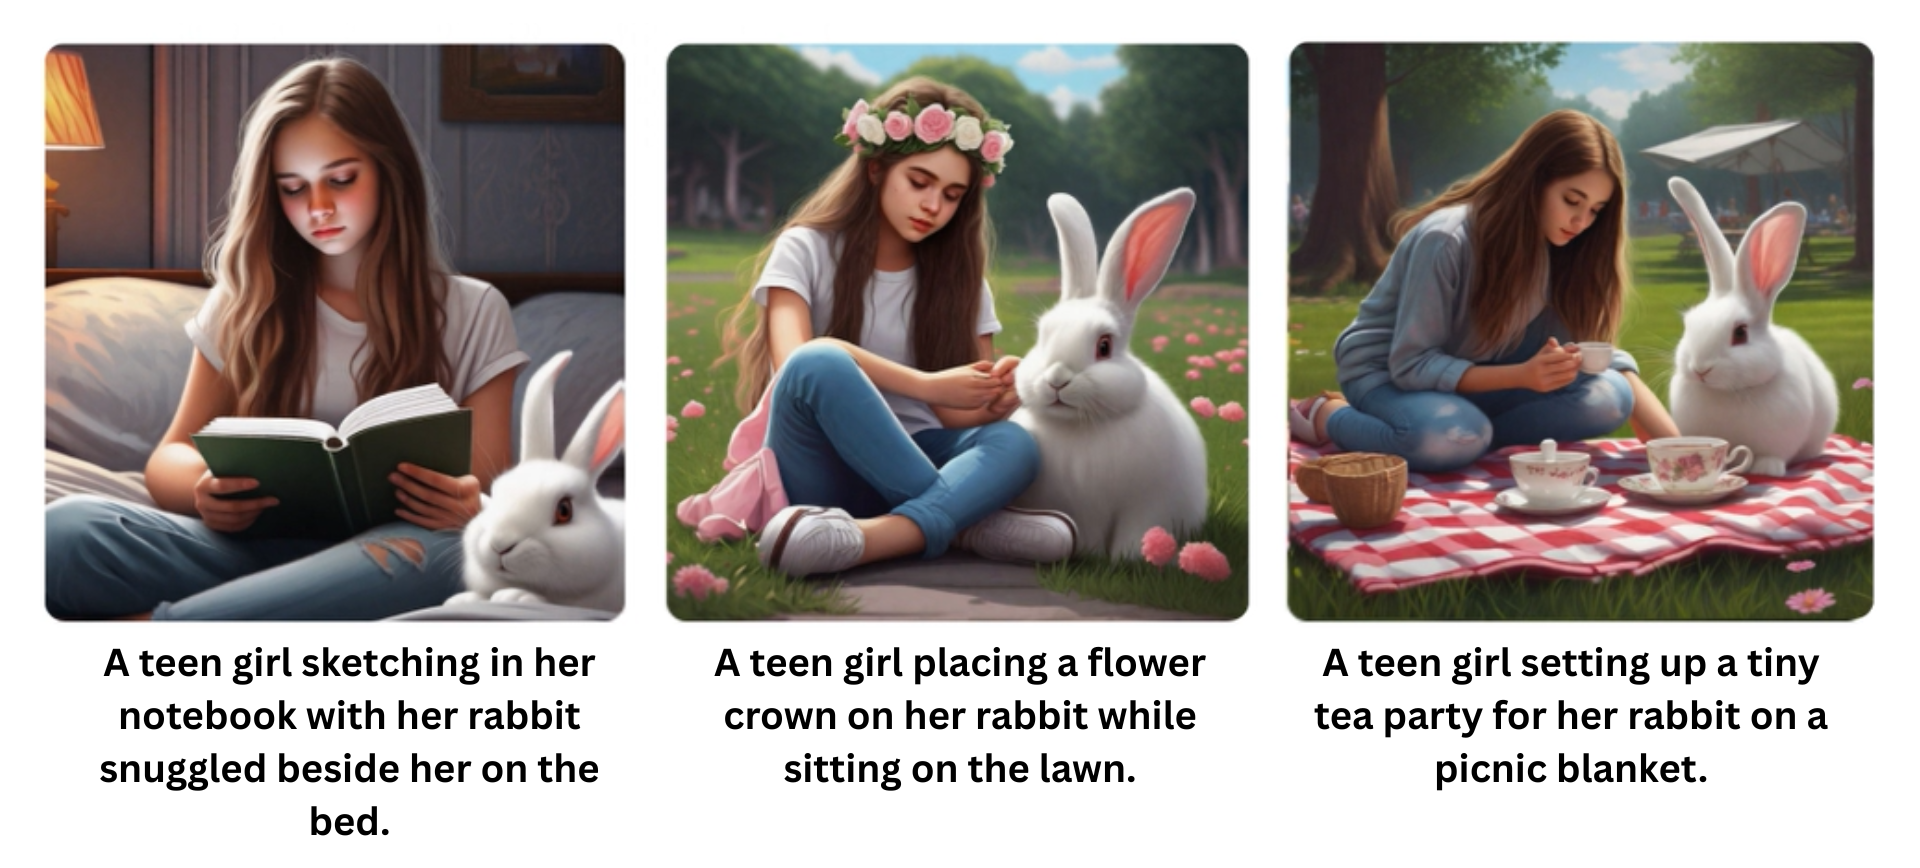 A teen girl sketching in her
notebook with her rabbit
snuggled beside her on the
bed.
A teen girl placing a flower
crown on her rabbit while
sitting on the lawn.
A teen girl setting up a tiny
tea party for her rabbit on a
picnic blanket.